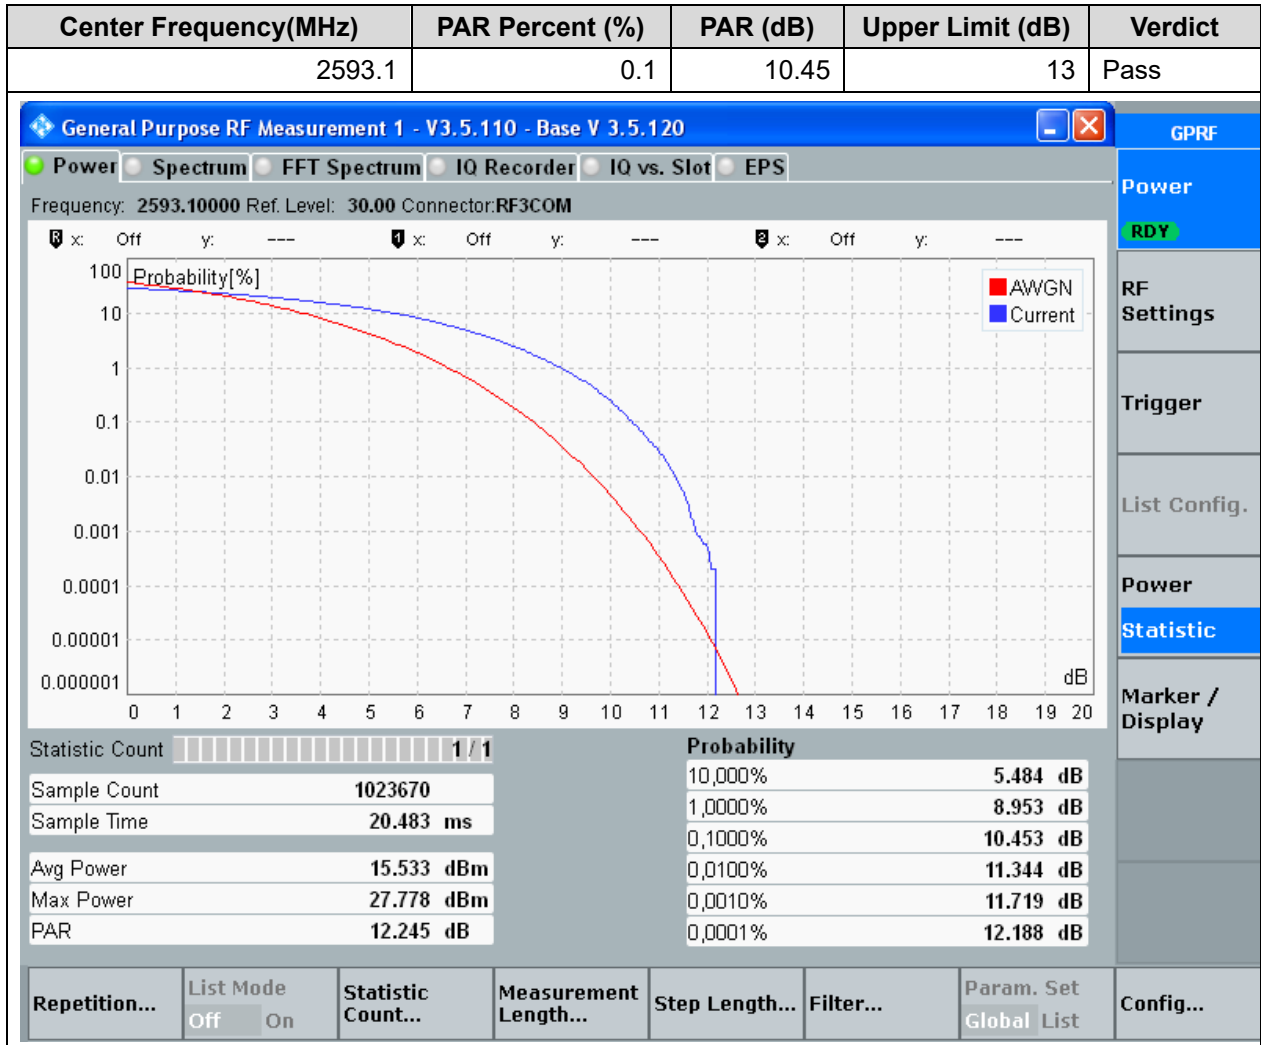 Center Frequency(MHz) PAR Percent (%) PAR (dB) Upper Limit (dB) Verdict
2593.1 0.1 10.45 13 Pass
General Purpose RF Measurement 1 - V3.5.110 - Base V 3.5.120
GPRF
Power Spectrum FFT Spectrum IQ Recorder IQ vs. Slot EPS
Power
RDY
Frequency: 2593.10000 Ref. Level: 30.00 Connector:RF3COM
R x: Off y: --- 1 x: Off y: --- 2 x: Off y: ---
Probability[%]
100
10
1
0.1
0.01
0.001
0.0001
0.00001
0.000001
AWGN
Current
dB
0 1 2 3 4 5 6 7 8 9 10 11 12 13 14 15 16 17 18 19 20
RF
Settings
Trigger
List Config.
Power
Statistic
Marker /
Display
Statistic Count 1 / 1
Sample Count 1023670
Sample Time 20.483 ms
Avg Power 15.533 dBm
Max Power 27.778 dBm
PAR 12.245 dB
Probability
10,000% 5.484 dB
1,0000% 8.953 dB
0,1000% 10.453 dB
0,0100% 11.344 dB
0,0010% 11.719 dB
0,0001% 12.188 dB
Repetition...
List Mode
Off On
Statistic
Count...
Measurement
Length...
Step Length...
Filter...
Param. Set
Global List
Config...